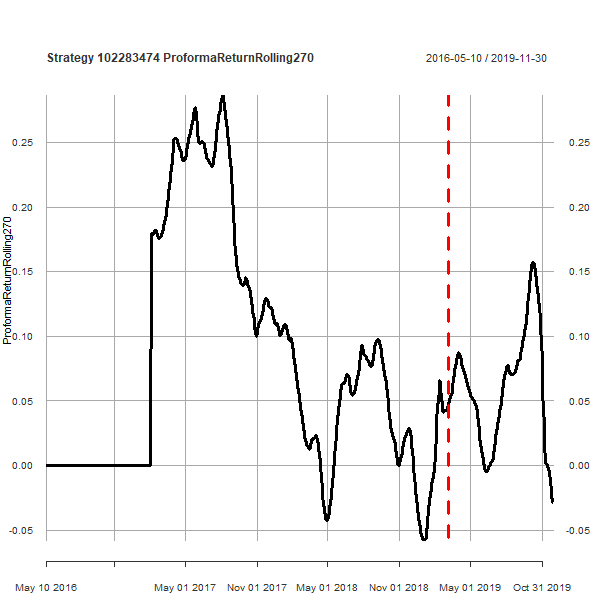 Strategy 102283474 ProformaReturnRolling270
2016-05-10 / 2019-11-30
ProformaReturnRolling270
0.25
0.20
0.15
0.10
0.05
0.00
-0.05
0.25
0.20
0.15
0.10
0.05
0.00
-0.05
May 10 2016
May 01 2017
Nov 01 2017
May 01 2018
Nov 01 2018
May 01 2019
Oct 31 2019